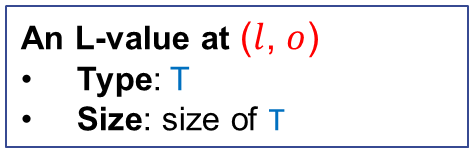 An L-value at (l, o)
• Type: T
• Size: size of T